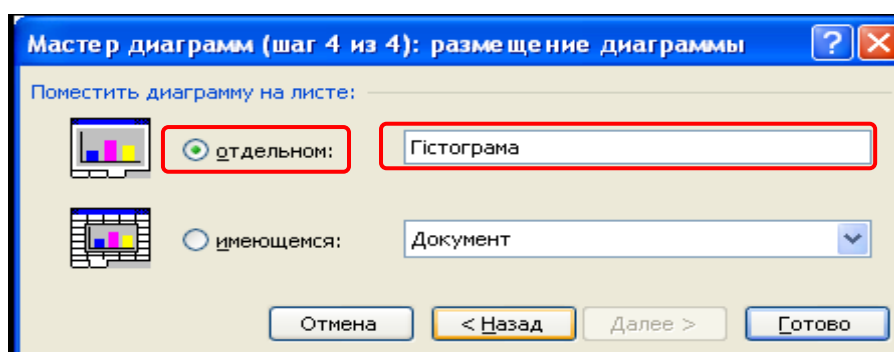 Мастер диаграмм (шаг 4 из 4): размещение диаграммы
Поместить диаграмму на листе:
отдельном: Гістограма
имеющемся: Документ
Отмена < Назад Далее > Готово